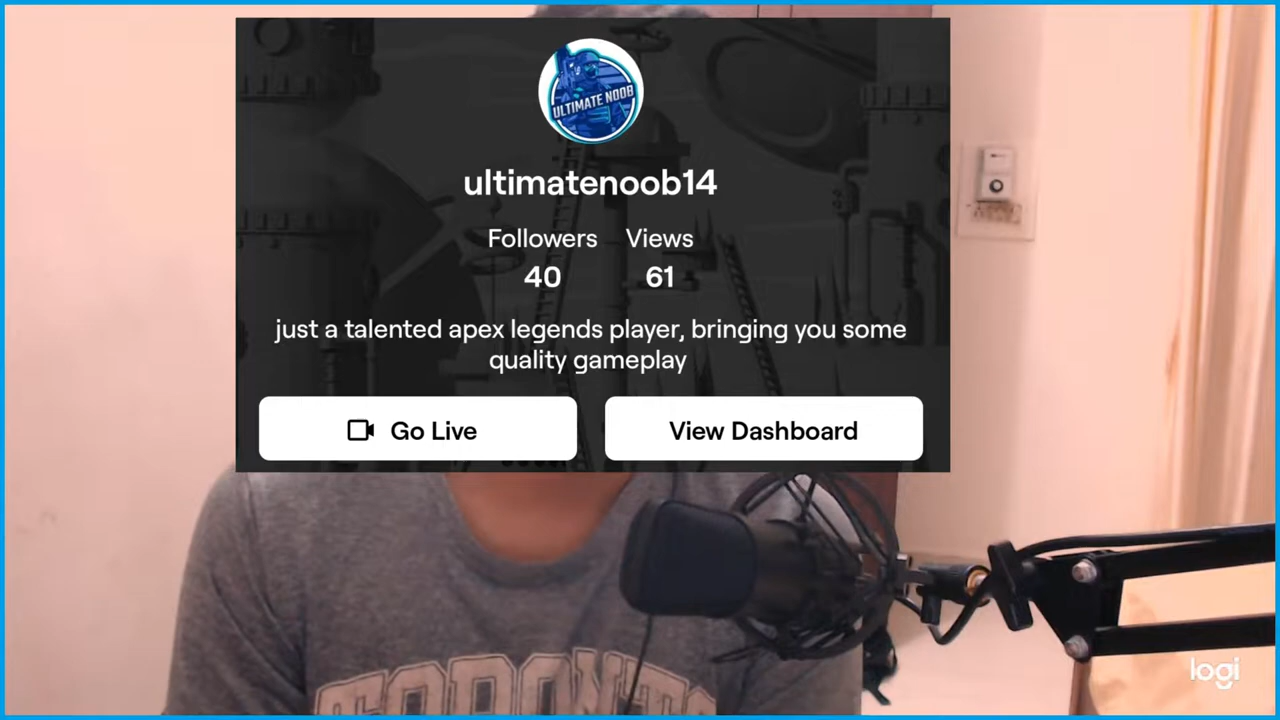 ULTIMATE NOOB
ultimatenoob14
Followers Views
40 61
just a talented apex legends player, bringing you some
quality gameplay
Go Live
View Dashboard
TORONTO
logi